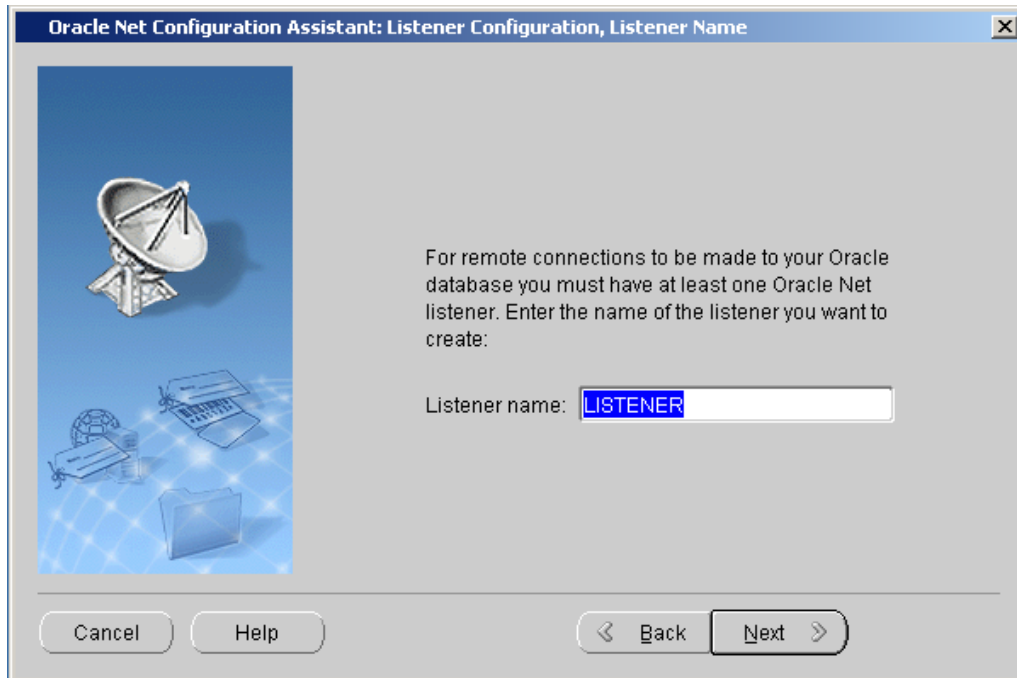 Oracle Net Configuration Assistant: Listener Configuration, Listener Name
For remote connections to be made to your Oracle
database you must have at least one Oracle Net
listener. Enter the name of the listener you want to
create:
Listener name: LISTENER
Cancel Help Back Next